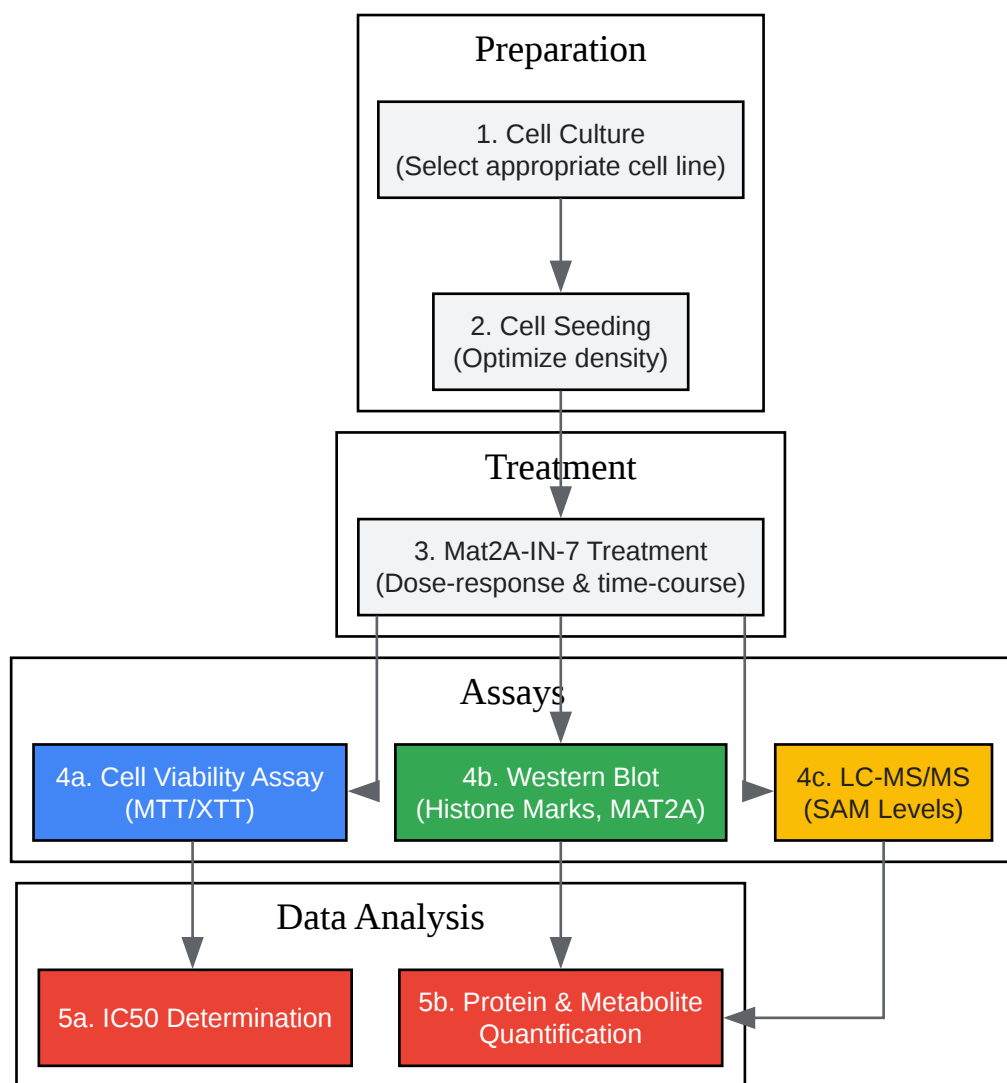 Preparation
1. Cell Culture
(Select appropriate cell line)
2. Cell Seeding
(Optimize density)
Treatment
3. Mat2A-IN-7 Treatment
(Dose-response & time-course)
Assays
4a. Cell Viability Assay
(MTT/XTT)
4b. Western Blot
(Histone Marks, MAT2A)
4c. LC-MS/MS
(SAM Levels)
Data Analysis
5a. IC50 Determination
5b. Protein & Metabolite
Quantification